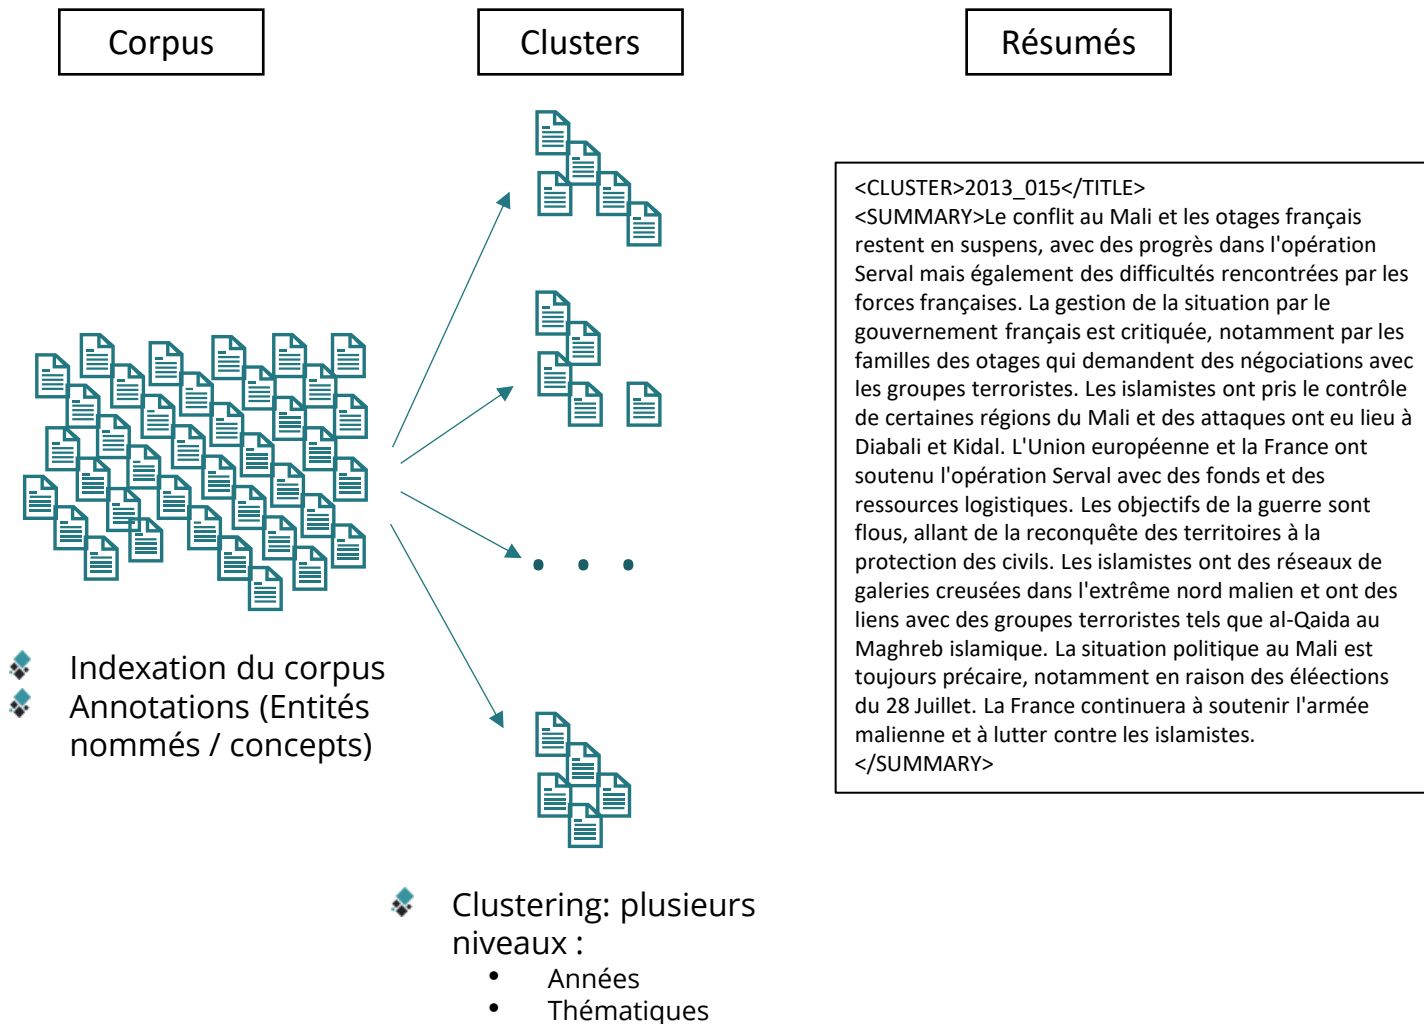 Corpus
Clusters
Résumés
<CLUSTER>2013_015</TITLE>
<SUMMARY>Le conflit au Mali et les otages français
restent en suspens, avec des progrès dans l'opération
Serval mais également des difficultés rencontrées par les
forces françaises. La gestion de la situation par le
gouvernement français est critiquée, notamment par les
familles des otages qui demandent des négociations avec
les groupes terroristes. Les islamistes ont pris le contrôle
de certaines régions du Mali et des attaques ont eu lieu à
Diabali et Kidal. L'Union européenne et la France ont
soutenu l'opération Serval avec des fonds et des
ressources logistiques. Les objectifs de la guerre sont
flous, allant de la reconquête des territoires à la
protection des civils. Les islamistes ont des réseaux de
galeries creusées dans l'extrême nord malien et ont des
liens avec des groupes terroristes tels que al-Qaida au
Maghreb islamique. La situation politique au Mali est
toujours précaire, notamment en raison des éléections
du 28 Juillet. La France continuera à soutenir l'armée
malienne et à lutter contre les islamistes.
</SUMMARY>
Indexation du corpus
Annotations (Entités
nommés / concepts)
Clustering: plusieurs
niveaux :
• Années
• Thématiques